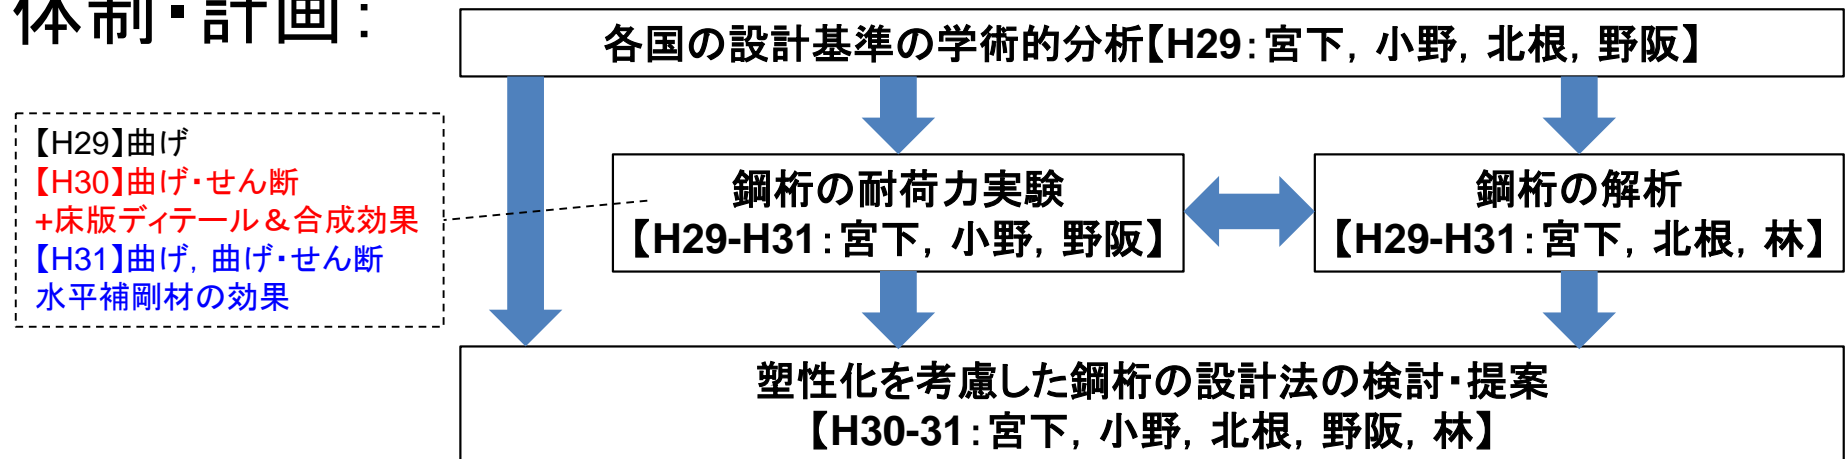 体制・計画：
各国の設計基準の学術的分析【H29：宮下，小野，北根，野阪】
【H29】曲げ
【H30】曲げ・せん断
+床版ディテール＆合成効果
【H31】曲げ，曲げ・せん断
水平補剛材の効果
鋼桁の耐荷力実験
【H29-H31：宮下，小野，野阪】
鋼桁の解析
【H29-H31：宮下，北根，林】
塑性化を考慮した鋼桁の設計法の検討・提案
【H30-31：宮下，小野，北根，野阪，林】